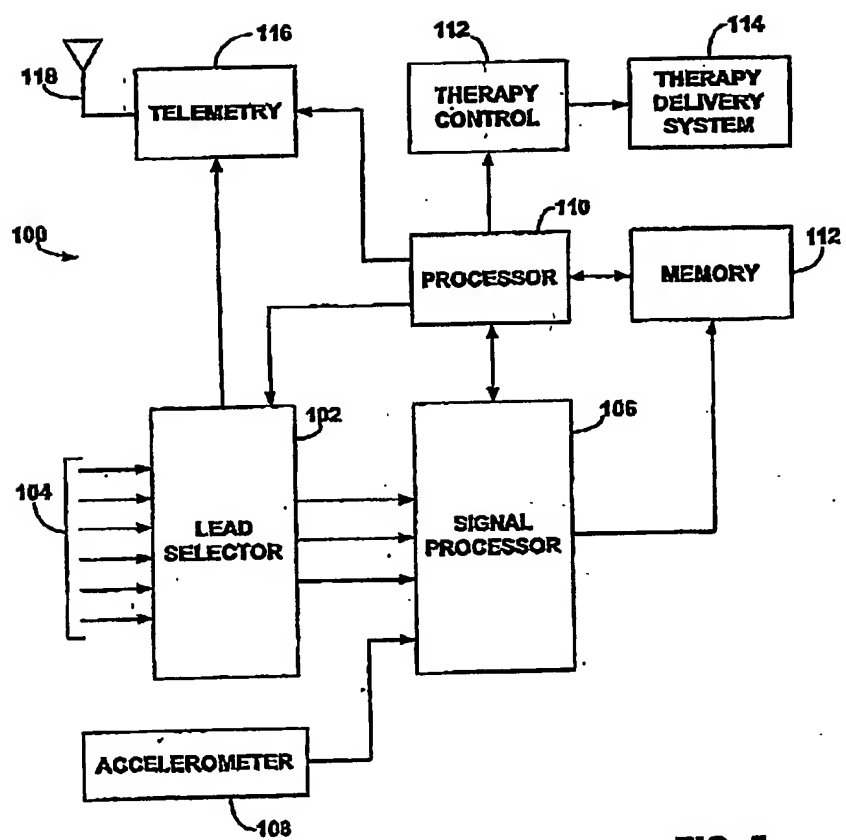 116
118
TELEMETRY
112
THERAPY
CONTROL
114
THERAPY
DELIVERY
SYSTEM
100
110
PROCESSOR
MEMORY
112
102
106
104
LEAD
SELECTOR
SIGNAL
PROCESSOR
ACCELEROMETER
108